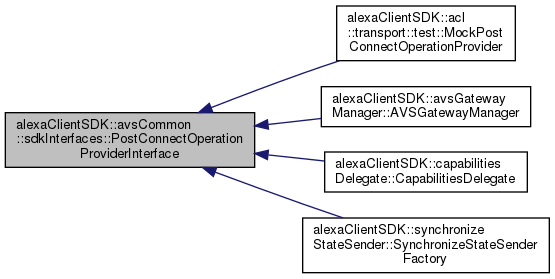 alexaClientSDK::acl
::transport::test::MockPost
ConnectOperationProvider
alexaClientSDK::avsGateway
Manager::AVSGatewayManager
alexaClientSDK::avsCommon
::sdkInterfaces::PostConnectOperation
ProviderInterface
alexaClientSDK::capabilities
Delegate::CapabilitiesDelegate
alexaClientSDK::synchronize
StateSender::SynchronizeStateSender
Factory